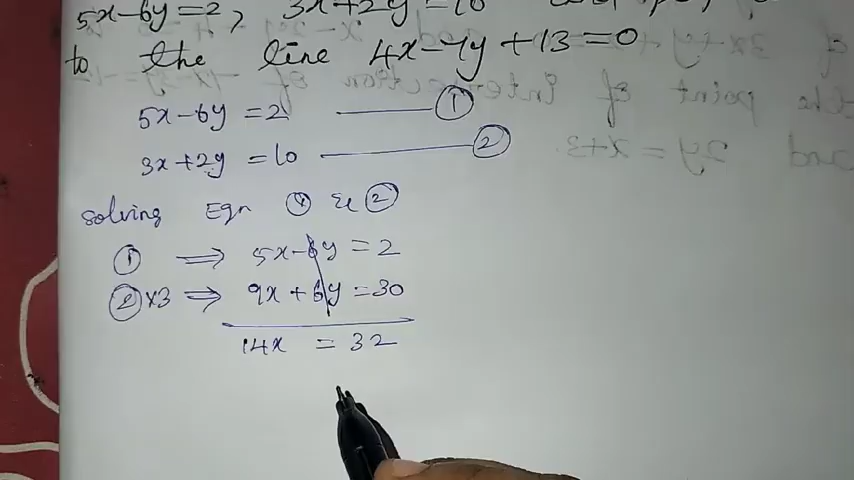 5x-6y=2, 3x+2y=10
to the line 4x-7y+13=0
5x-6y=2 ——— ①
3x+2y=10 ——— ②
solving Eqn ① & ②
① ⇒ 5x-6y=2
②×3 ⇒ 9x+6y=30
14x = 32